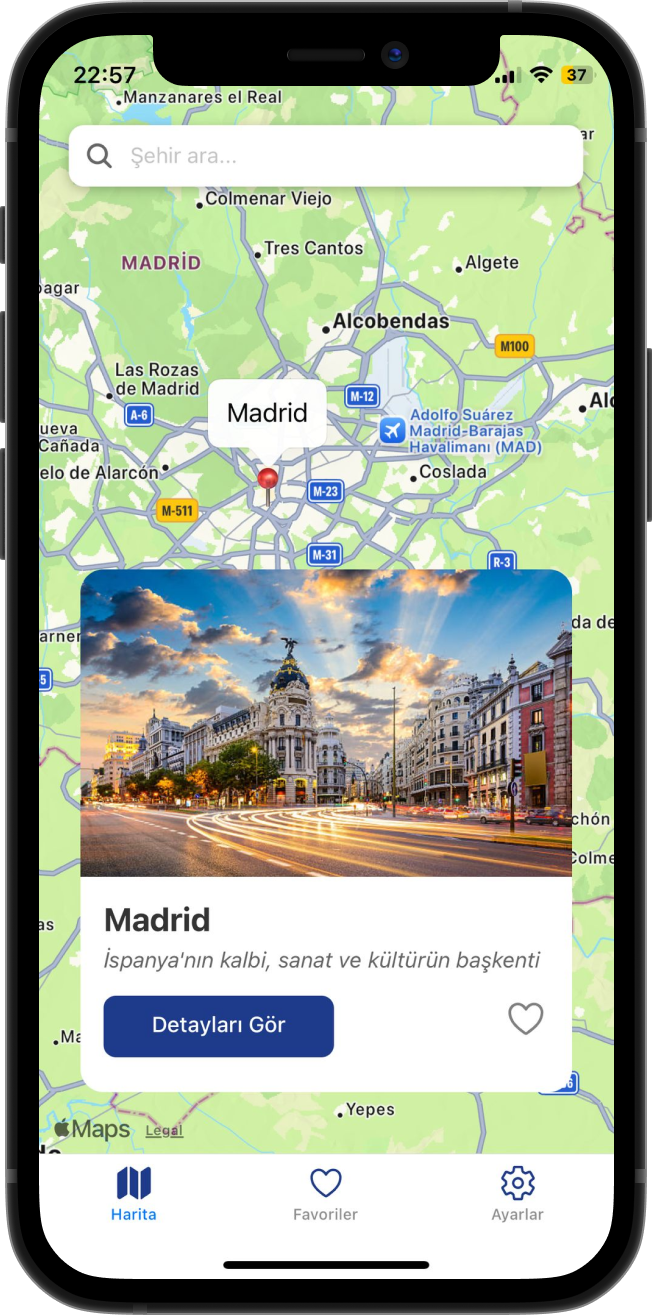 22:57
37
Manzanares el Real
ar
Şehir ara...
Colmenar Viejo
Tres Cantos
MADRİD
Algete
agar
Alcobendas
M100
Las Rozas
de Madrid
M-12
A-6
Madrid
Adolfo Suárez
Madrid-Barajas
Havalimanı (MAD)
ueva
Cañada
elo de Alarcón
Coslada
M-23
M-511
M-31
R-3
da de
arner
5
chón
Colme
Madrid
İspanya'nın kalbi, sanat ve kültürün başkenti
as
Detayları Gör
Ma
6
Yepes
Maps
Legal
Harita
Favoriler
Ayarlar